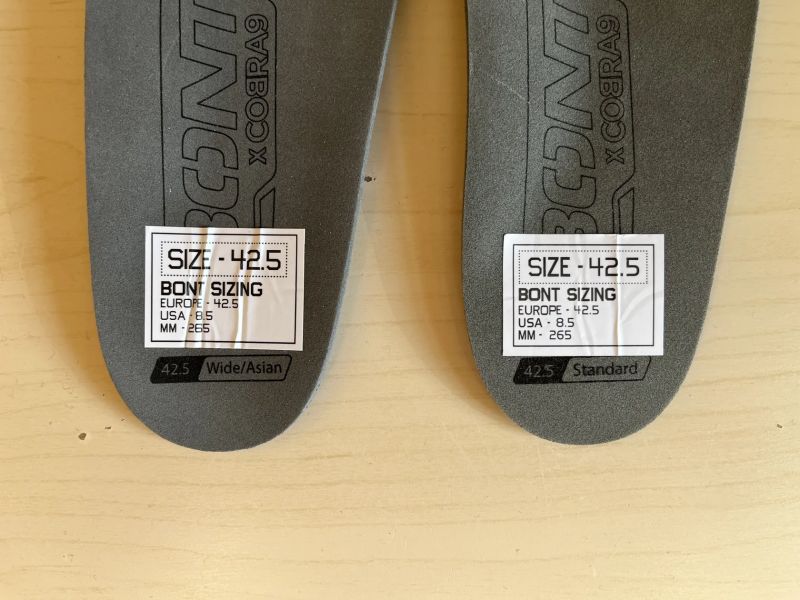 BONT
X COBRA9
SIZE - 42.5
BONT SIZING
EUROPE - 42.5
USA - 8.5
MM - 265
42.5 Wide/Asian
BONT
X COBRA9
SIZE - 42.5
BONT SIZING
EUROPE - 42.5
USA - 8.5
MM - 265
42.5 Standard